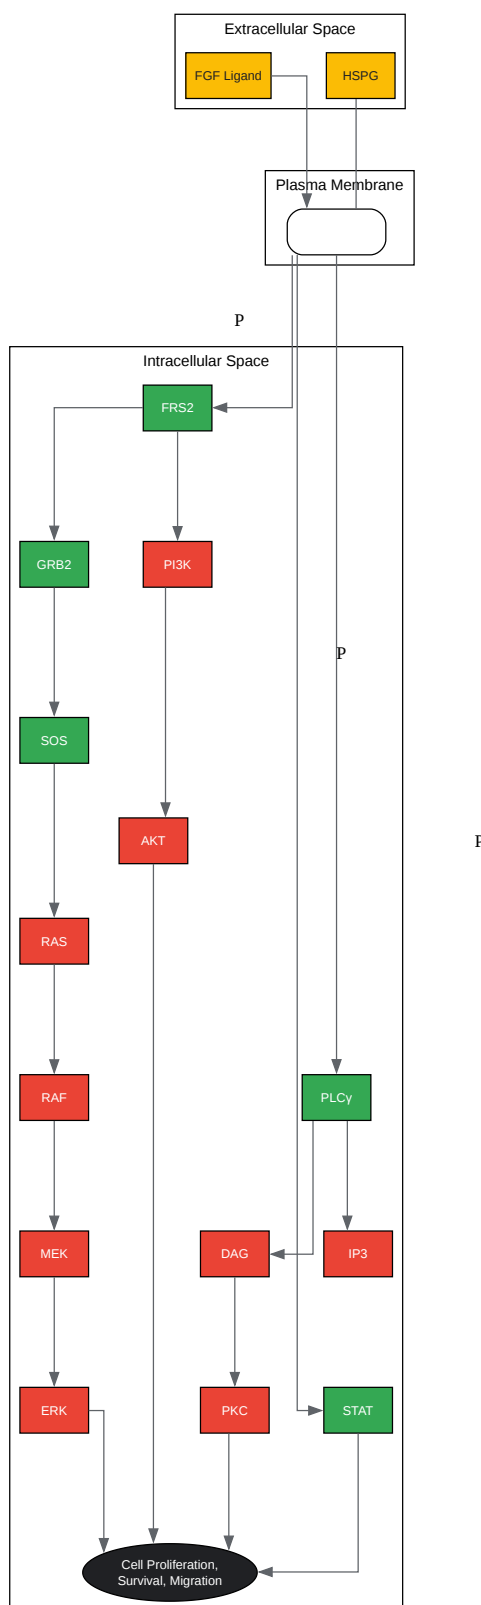 Extracellular Space
FGF Ligand
HSPG
Plasma Membrane
P
Intracellular Space
FRS2
GRB2
PI3K
P
SOS
AKT
P
RAS
RAF
PLCγ
MEK
DAG
IP3
ERK
PKC
STAT
Cell Proliferation,
Survival, Migration